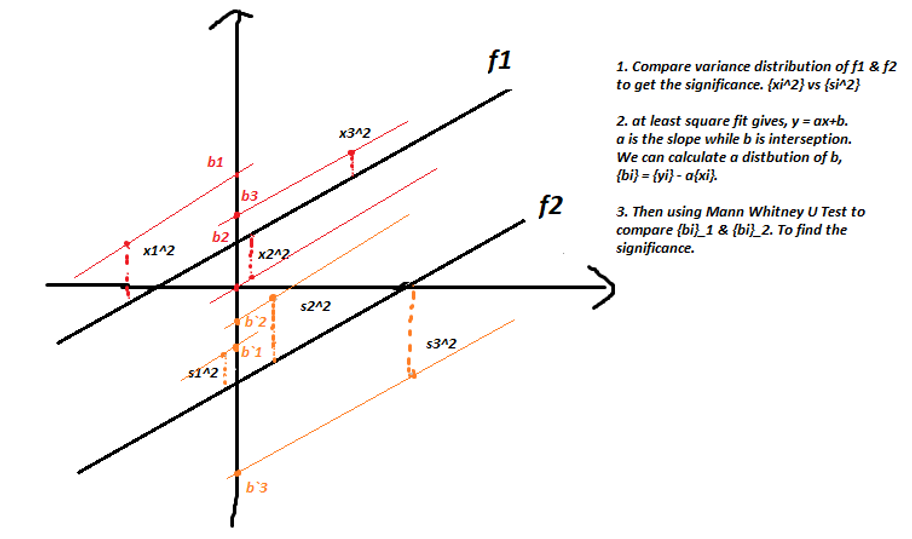 f1
1. Compare variance distribution of f1 & f2
to get the significance. {xi^2} vs {si^2}
2. at least square fit gives, y = ax+b.
a is the slope while b is interseption.
We can calculate a distbution of b,
{bi} = {yi} - a{xi}.
3. Then using Mann Whitney U Test to
compare {bi}_1 & {bi}_2. To find the
significance.
x3^2
b1
b3
f2
b2
x1^2
x2^2
s2^2
b`2
s3^2
b`1
s1^2
b`3